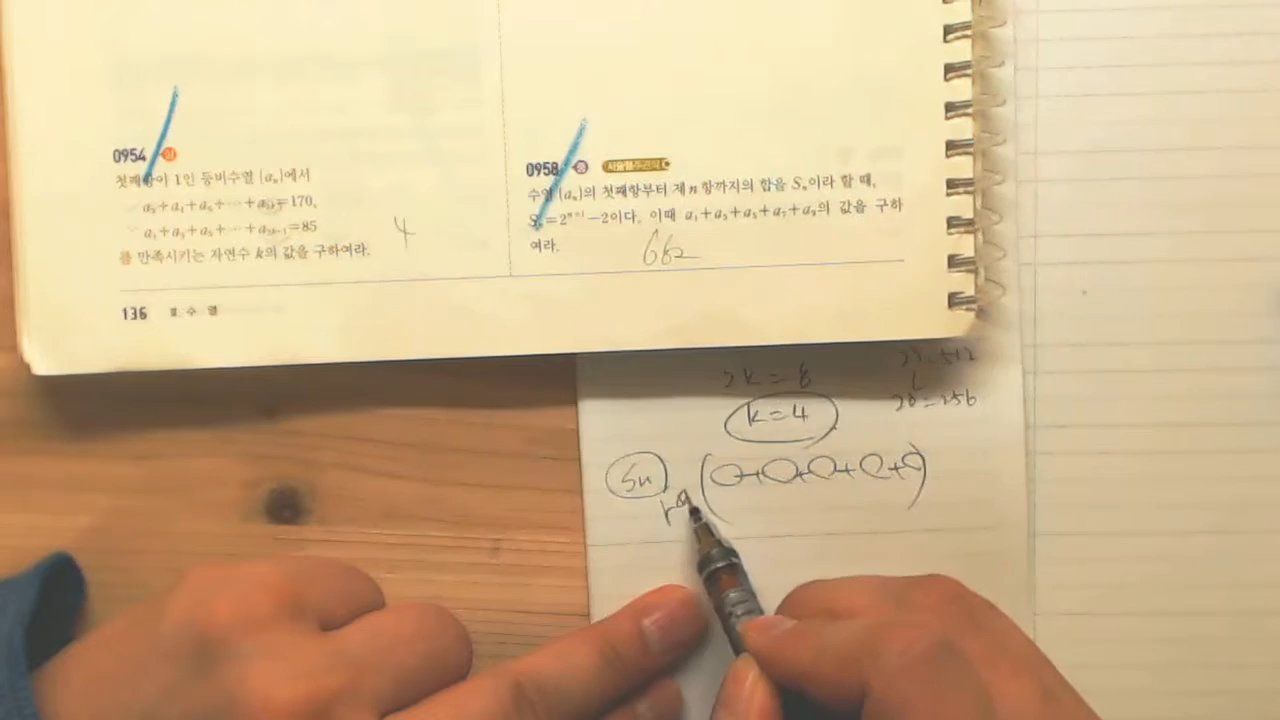 0954 상
첫째항이 1인 등비수열 {aₙ}에서
a₂+a₄+a₆+⋯+a₂ₖ=170,
a₁+a₃+a₅+⋯+a₂ₖ₋₁=85
를 만족시키는 자연수 k의 값을 구하여라.
4
136 Ⅲ. 수 열
0958 중 서술형주관식
수열 {aₙ}의 첫째항부터 제n항까지의 합을 Sₙ이라 할 때,
Sₙ=2ⁿ⁺¹-2이다. 이때 a₁+a₃+a₅+a₇+a₉의 값을 구하
여라.
682
2k=8
k=4
2⁸=256
Sn